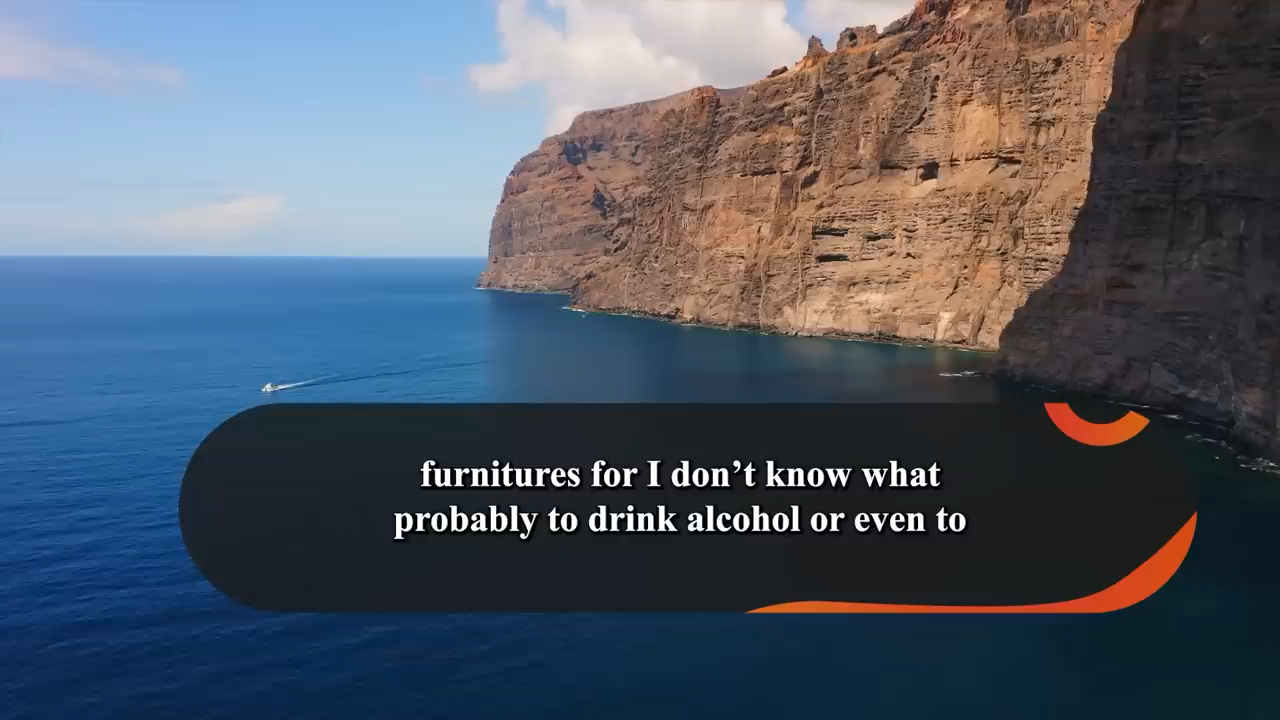 furnitures for I don’t know what
probably to drink alcohol or even to